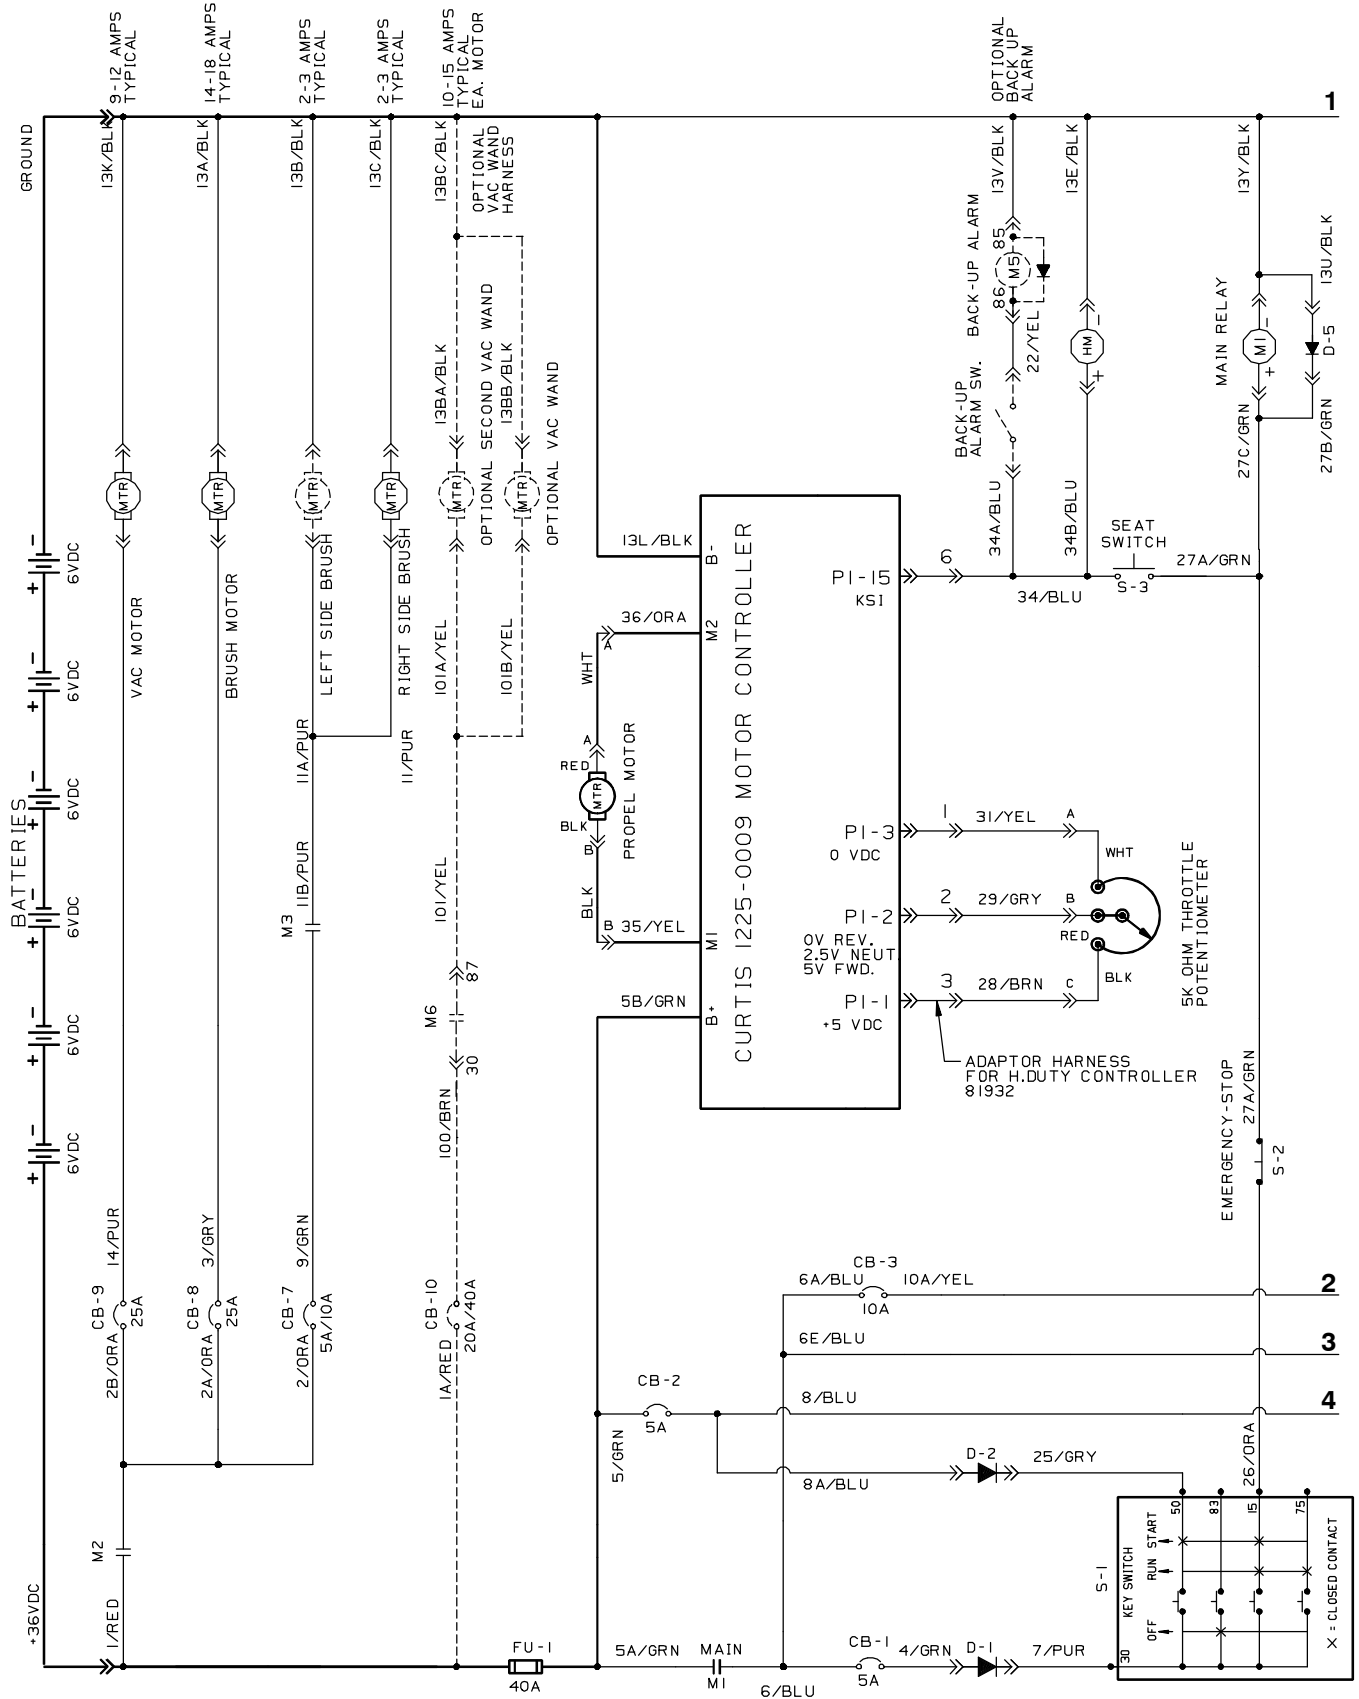 9-12 AMPS
TYPICAL
14-18 AMPS
TYPICAL
2-3 AMPS
TYPICAL
2-3 AMPS
TYPICAL
10-15 AMPS
TYPICAL
EA. MOTOR
OPTIONAL
BACK UP
ALARM
1
GROUND
13K/BLK
13A/BLK
13B/BLK
13C/BLK
13BC/BLK
OPTIONAL
VAC WAND
HARNESS
13V/BLK
13E/BLK
13Y/BLK
BACK-UP ALARM
85
M5
86
22/YEL
13U/BLK
MAIN RELAY
M1
-
+
D-5
HM
-
+
BACK-UP
ALARM SW.
13BA/BLK
OPTIONAL SECOND VAC WAND
13BB/BLK
OPTIONAL VAC WAND
27C/GRN
27B/GRN
MTR
MTR
MTR
MTR
MTR
MTR
34A/BLU
34B/BLU
SEAT
SWITCH
S-3
27A/GRN
34/BLU
BATTERIES
- + 6VDC
- + 6VDC
- + 6VDC
- + 6VDC
- + 6VDC
- + 6VDC
VAC MOTOR
BRUSH MOTOR
LEFT SIDE BRUSH
RIGHT SIDE BRUSH
101A/YEL
101B/YEL
11A/PUR
11/PUR
11B/PUR
M3
101/YEL
87
M6
30
100/BRN
13L/BLK
B-
36/ORA
M2
A
WHT
A
RED
MTR
PROPEL MOTOR
BLK
B
BLK
B
35/YEL
M1
5B/GRN
B+
CURTIS 1225-0009 MOTOR CONTROLLER
P1-15
KSI
6
P1-3
0 VDC
1
31/YEL
A
WHT
P1-2
0V REV.
2.5V NEUT
5V FWD.
2
29/GRY
B
RED
P1-1
+5 VDC
3
28/BRN
C
BLK
5K OHM THROTTLE
POTENTIOMETER
ADAPTOR HARNESS
FOR H.DUTY CONTROLLER
81932
EMERGENCY-STOP
27A/GRN
S-2
14/PUR
CB-9
25A
2B/ORA
3/GRY
CB-8
25A
2A/ORA
9/GRN
CB-7
5A/10A
2/ORA
CB-10
20A/40A
1A/RED
6A/BLU
CB-3
10A
10A/YEL
2
6E/BLU
3
CB-2
5A
8/BLU
4
5/GRN
8A/BLU
D-2
25/GRY
26/ORA
M2
+36VDC
1/RED
FU-1
40A
5A/GRN
MAIN
M1
6/BLU
CB-1
5A
4/GRN
D-1
7/PUR
S-1
KEY SWITCH
30
OFF
RUN
START
50
83
15
75
X = CLOSED CONTACT